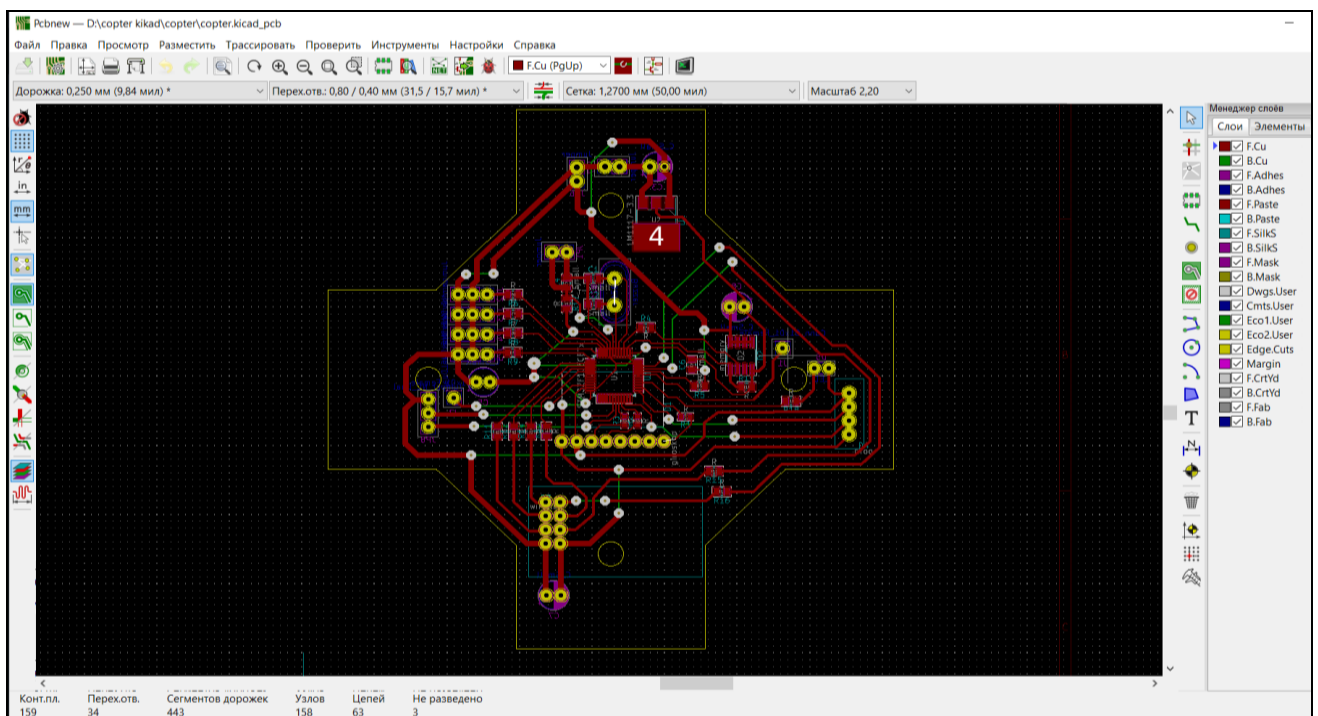 Pcbnew — D:\copter kikad\copter\copter.kicad_pcb
Файл Правка Просмотр Разместить Трассировать Проверить Инструменты Настройки Справка
F.Cu (PgUp)
Дорожка: 0,250 мм (9,84 мил) * Перех.отв.: 0,80 / 0,40 мм (31,5 / 15,7 мил) * Сетка: 1,2700 мм (50,00 мил) Масштаб 2,20
in
mm
T
N
Менеджер слоёв
Слои Элементы
F.Cu
B.Cu
F.Adhes
B.Adhes
F.Paste
B.Paste
F.SilkS
B.SilkS
F.Mask
B.Mask
Dwgs.User
Cmts.User
Eco1.User
Eco2.User
Edge.Cuts
Margin
F.CrtYd
B.CrtYd
F.Fab
B.Fab
4
Конт.пл. Перех.отв. Сегментов дорожек Узлов Цепей Не разведено
159 34 443 158 63 3